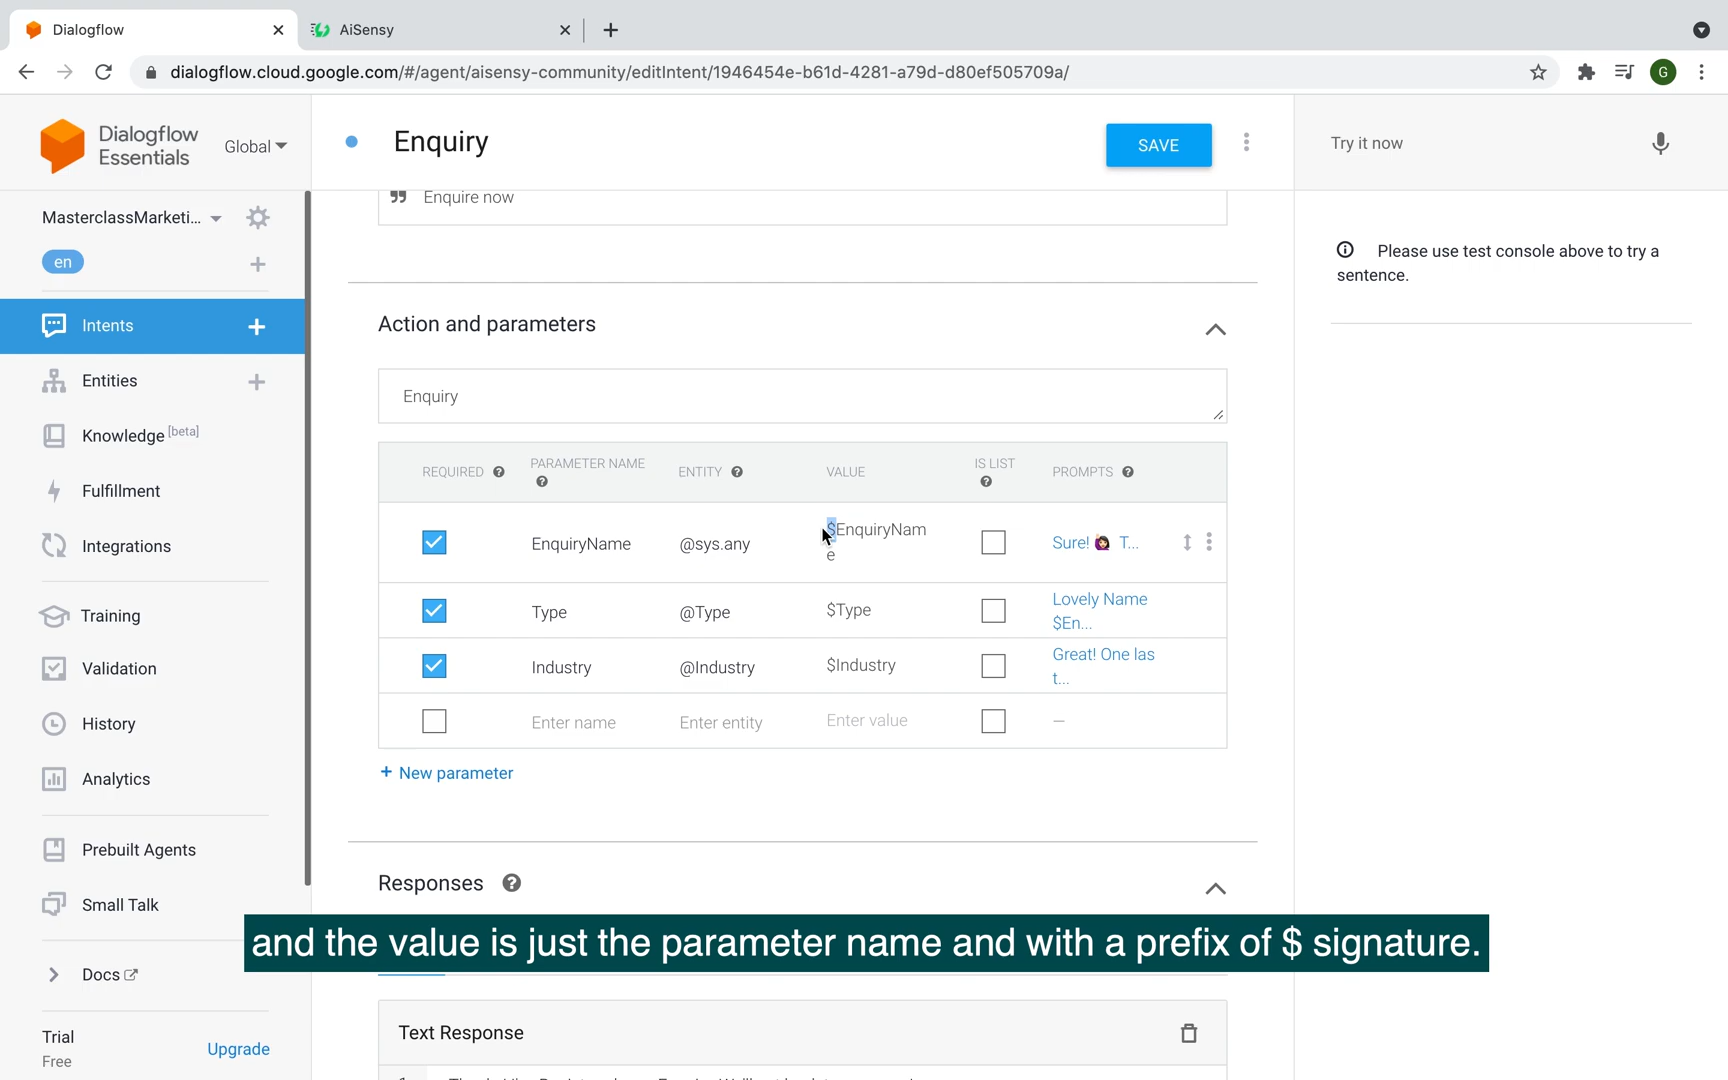 Dialogflow
AiSensy
dialogflow.cloud.google.com/#/agent/aisensy-community/editIntent/1946454e-b61d-4281-a79d-d80ef505709a/
G
Dialogflow
Essentials
Global
Enquiry
SAVE
Try it now
MasterclassMarketi...
en
Enquire now
Please use test console above to try a
sentence.
Intents
Entities
Knowledge [beta]
Fulfillment
Integrations
Training
Validation
History
Analytics
Prebuilt Agents
Small Talk
Docs
Trial
Free
Upgrade
Action and parameters
Enquiry
REQUIRED
PARAMETER NAME
ENTITY
VALUE
IS LIST
PROMPTS
EnquiryName
@sys.any
$EnquiryNam
e
Sure! 🙋🏻‍♀️ T...
Type
@Type
$Type
Lovely Name
$En...
Industry
@Industry
$Industry
Great! One las
t...
Enter name
Enter entity
Enter value
—
+ New parameter
Responses
and the value is just the parameter name and with a prefix of $ signature.
Text Response